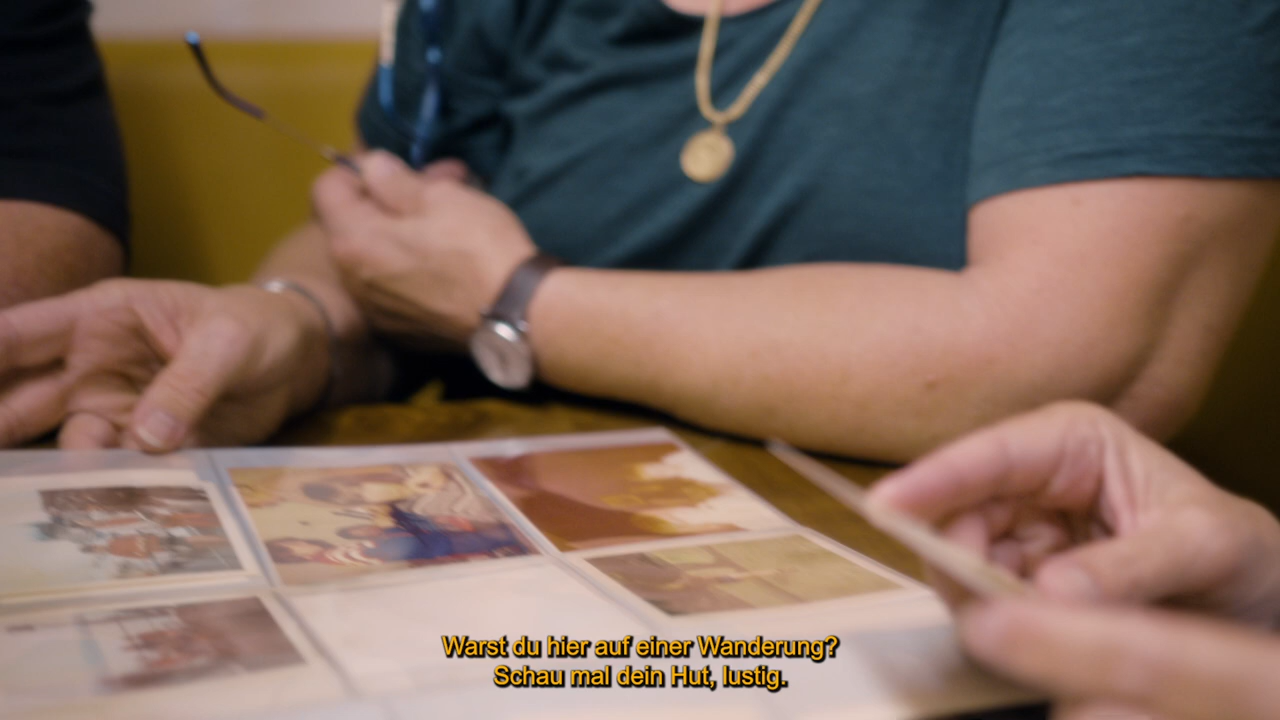 Warst du hier auf einer Wanderung?
Schau mal dein Hut, lustig.